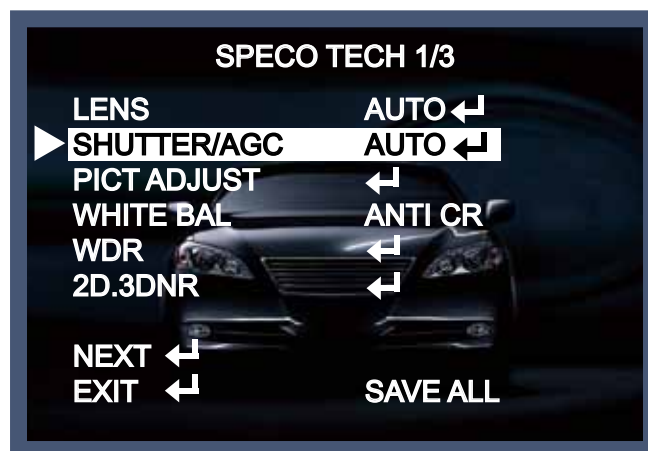 SPECO TECH 1/3
LENS AUTO
SHUTTER/AGC AUTO
PICT ADJUST
WHITE BAL ANTI CR
WDR
2D.3DNR
NEXT
EXIT SAVE ALL